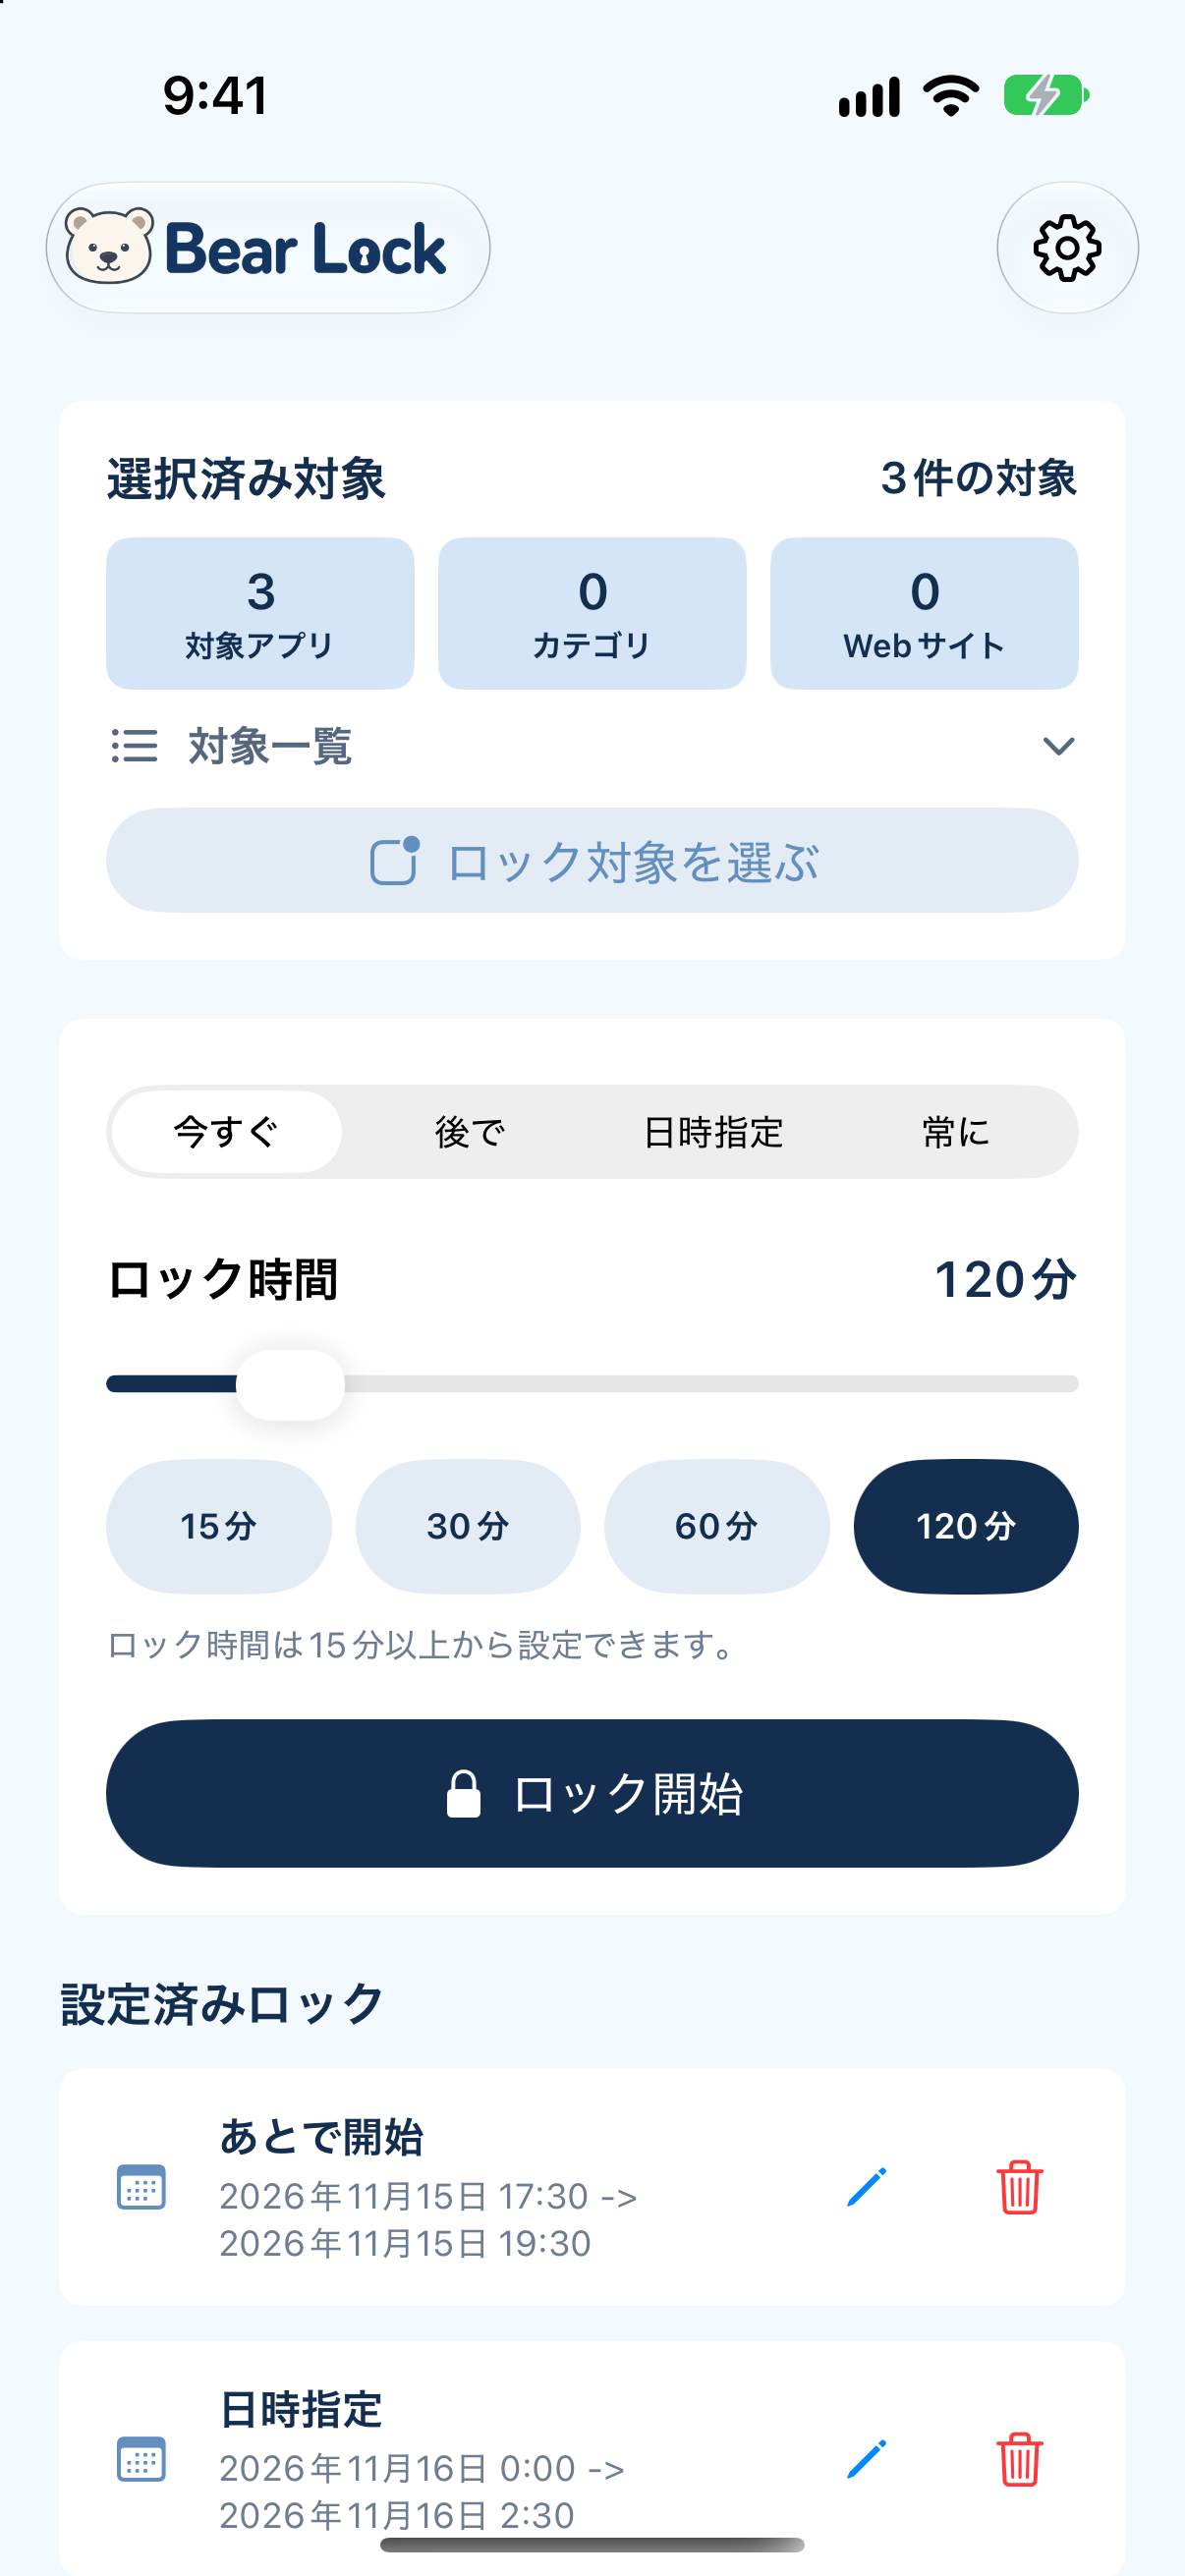 9:41
Bear Lock
選択済み対象
3件の対象
3
対象アプリ
0
カテゴリ
0
Webサイト
対象一覧
ロック対象を選ぶ
今すぐ
後で
日時指定
常に
ロック時間
120分
15分
30分
60分
120分
ロック時間は15分以上から設定できます。
ロック開始
設定済みロック
あとで開始
2026年11月15日 17:30 ->
2026年11月15日 19:30
日時指定
2026年11月16日 0:00 ->
2026年11月16日 2:30